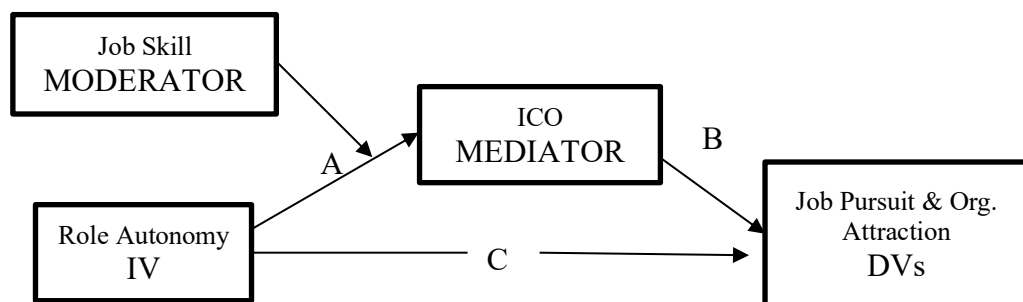 Job Skill
MODERATOR
ICO
MEDIATOR
A
B
Role Autonomy
IV
C
Job Pursuit & Org.
Attraction
DVs